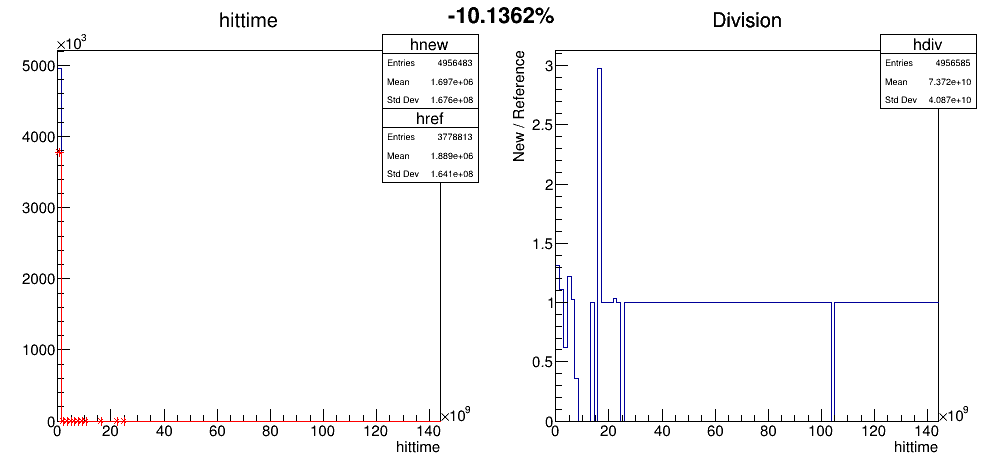 -10.1362%
hittime
×10³
hnew
Entries 4956483
Mean 1.697e+06
Std Dev 1.676e+08
href
Entries 3778813
Mean 1.889e+06
Std Dev 1.641e+08
5000
4000
3000
2000
1000
0
0 20 40 60 80 100 120 140
×10⁹
hittime
Division
hdiv
Entries 4956585
Mean 7.372e+10
Std Dev 4.087e+10
New / Reference
3
2.5
2
1.5
1
0.5
0
0 20 40 60 80 100 120 140
×10⁹
hittime